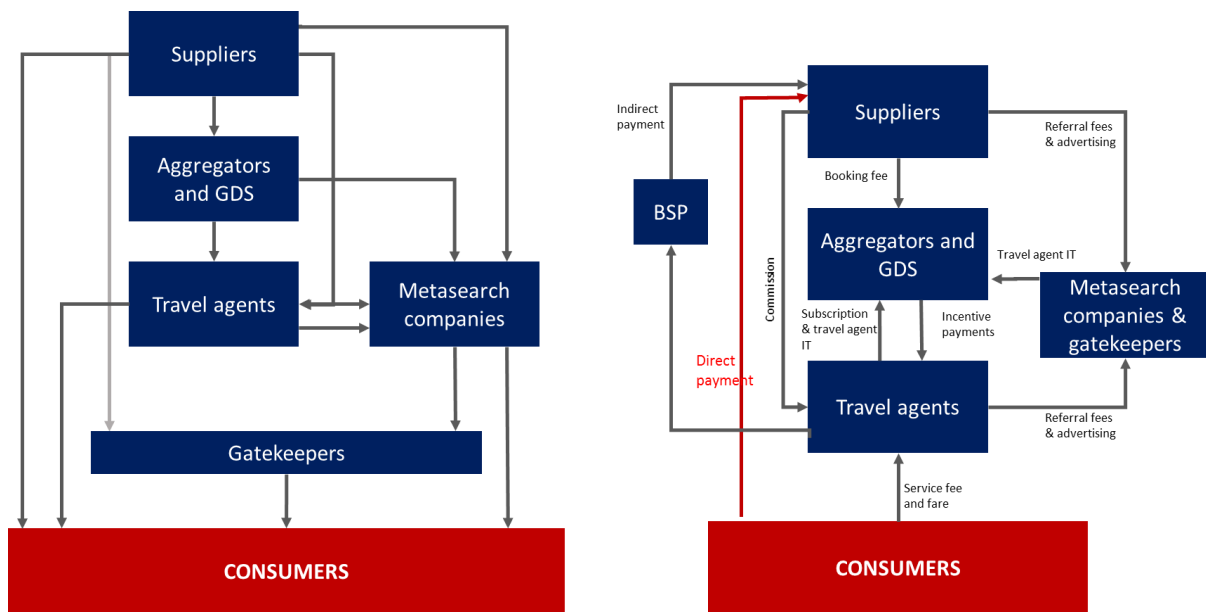 Suppliers
Aggregators
and GDS
Travel agents
Metasearch
companies
Gatekeepers
CONSUMERS
Indirect
payment
Suppliers
Referral fees
& advertising
Booking fee
BSP
Aggregators and
GDS
Travel agent IT
Commission
Metasearch
companies &
gatekeepers
Subscription
& travel agent
IT
Incentive
payments
Direct
payment
Travel agents
Referral fees
& advertising
Service fee
and fare
CONSUMERS